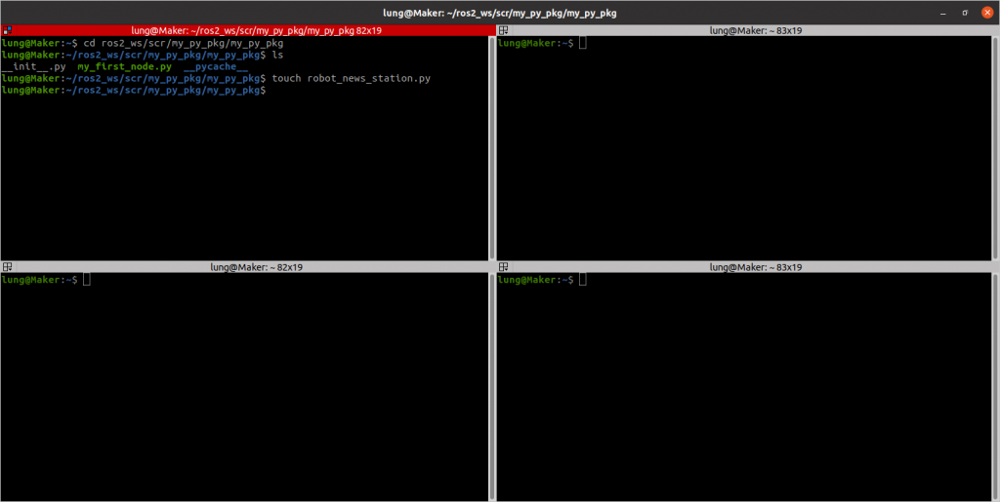 lung@Maker: ~/ros2_ws/scr/my_py_pkg/my_py_pkg
lung@Maker: ~/ros2_ws/scr/my_py_pkg/my_py_pkg 82x19
lung@Maker:~$ cd ros2_ws/scr/my_py_pkg/my_py_pkg
lung@Maker:~/ros2_ws/scr/my_py_pkg/my_py_pkg$ ls
__init__.py  my_first_node.py  __pycache__
lung@Maker:~/ros2_ws/scr/my_py_pkg/my_py_pkg$ touch robot_news_station.py
lung@Maker:~/ros2_ws/scr/my_py_pkg/my_py_pkg$
lung@Maker: ~ 83x19
lung@Maker:~$
lung@Maker: ~ 82x19
lung@Maker:~$
lung@Maker: ~ 83x19
lung@Maker:~$